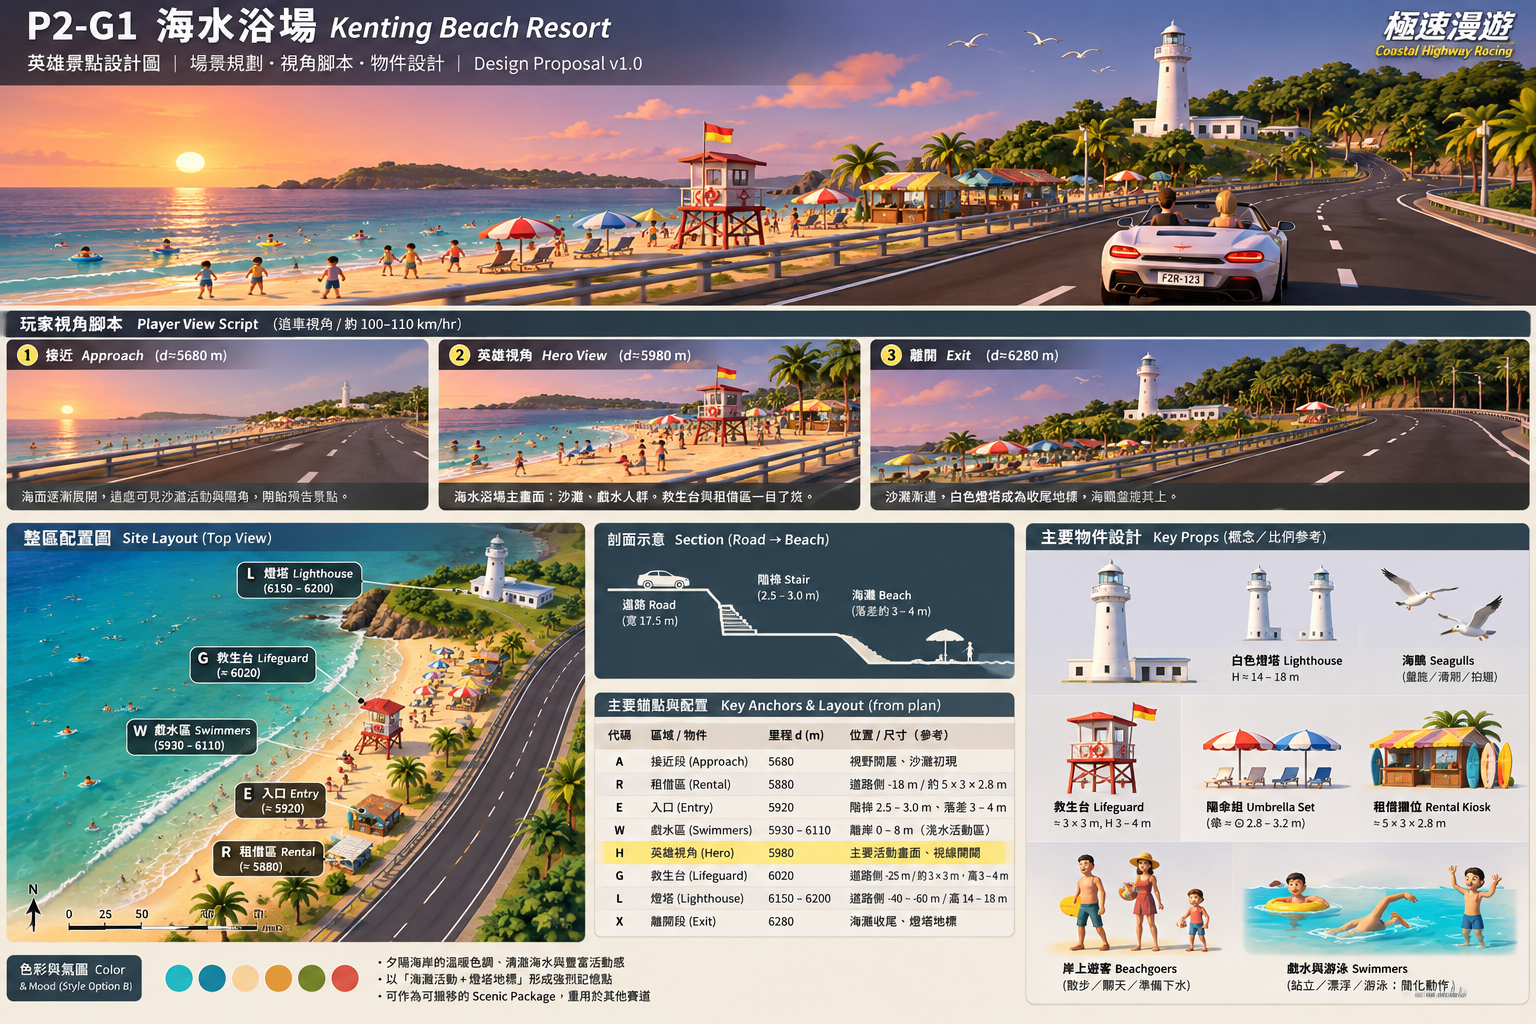 P2-G1 海水浴場 Kenting Beach Resort
英雄景點設計圖 | 場景規劃・視角腳本・物件設計 | Design Proposal v1.0
極速漫遊
Coastal Highway Racing
FZR-123
玩家視角腳本 Player View Script （追車視角 / 約 100–110 km/hr）
1 接近 Approach (d≈5680 m)
海面逐漸展開，遠處可見沙灘活動與陽角，開始預告景點。
2 英雄視角 Hero View (d≈5980 m)
海水浴場主畫面：沙灘、戲水人群。救生台與租借區一目了然。
3 離開 Exit (d≈6280 m)
沙灘漸遠，白色燈塔成為收尾地標，海鷗盤旋其上。
整區配置圖 Site Layout (Top View)
L 燈塔 Lighthouse
(6150 – 6200)
G 救生台 Lifeguard
(≈ 6020)
W 戲水區 Swimmers
(5930 – 6110)
E 入口 Entry
(≈ 5920)
R 租借區 Rental
(≈ 5880)
N
0 25 50
剖面示意 Section (Road → Beach)
道路 Road
(寬 17.5 m)
階梯 Stair
(2.5 – 3.0 m)
海灘 Beach
(落差約 3 – 4 m)
主要錨點與配置 Key Anchors & Layout (from plan)
代碼 區域 / 物件 里程 d (m) 位置 / 尺寸（參考）
A 接近段 (Approach) 5680 視野開展、沙灘初現
R 租借區 (Rental) 5880 道路側 -18 m / 約 5 × 3 × 2.8 m
E 入口 (Entry) 5920 階梯 2.5 – 3.0 m、落差 3 – 4 m
W 戲水區 (Swimmers) 5930 – 6110 離岸 0 – 8 m（洗水活動區）
H 英雄視角 (Hero) 5980 主要活動畫面、視線開闊
G 救生台 (Lifeguard) 6020 道路側 -25 m / 約 3 × 3 m，高 3 – 4 m
L 燈塔 (Lighthouse) 6150 – 6200 道路側 -40 ~ -60 m / 高 14 – 18 m
X 離開段 (Exit) 6280 海灘收尾、燈塔地標
主要物件設計 Key Props (概念／比例參考)
白色燈塔 Lighthouse
H ≈ 14 – 18 m
海鷗 Seagulls
(盤旋／滑翔／拍翅)
救生台 Lifeguard
≈ 3 × 3 m, H 3 – 4 m
陽傘組 Umbrella Set
(傘 ≈ ⊙ 2.8 – 3.2 m)
租借攤位 Rental Kiosk
≈ 5 × 3 × 2.8 m
岸上遊客 Beachgoers
(散步／聊天／準備下水)
戲水與游泳 Swimmers
(站立／漂浮／游泳；簡化動作)
色彩與氛圍 Color
& Mood (Style Option B)
・夕陽海岸的溫暖色調、清澈海水與豐富活動感
・以「海灘活動 + 燈塔地標」形成強烈記憶點
・可作為可搬移的 Scenic Package，重用於其他賽道